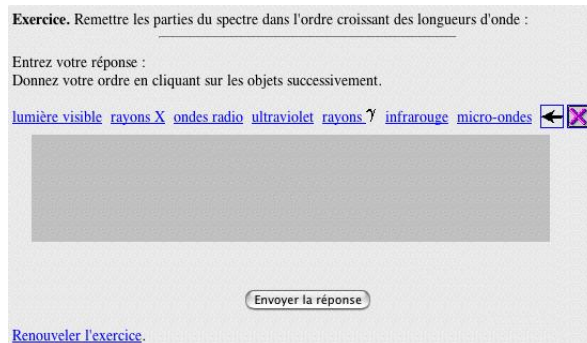 Exercice. Remettre les parties du spectre dans l'ordre croissant des longueurs d'onde :
Entrez votre réponse :
Donnez votre ordre en cliquant sur les objets successivement.
lumière visible rayons X ondes radio ultraviolet rayons γ infrarouge micro-ondes
Envoyer la réponse
Renouveler l'exercice.